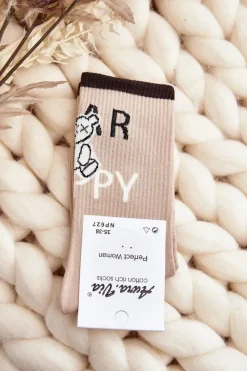 AR
PPY
35-38
NP627
Perfect Woman
cotton rich socks
Aura.Via®